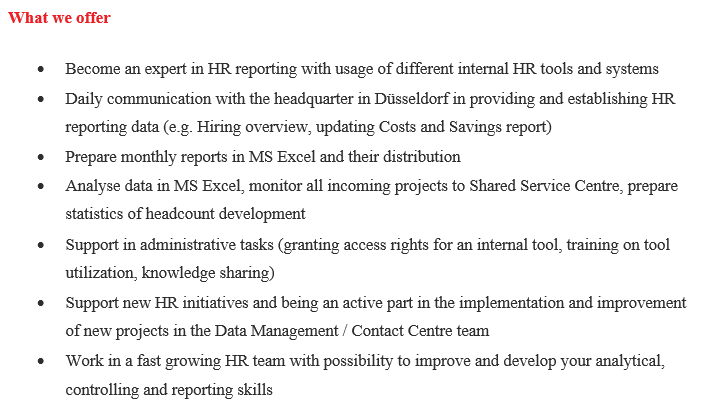 What we offer
• Become an expert in HR reporting with usage of different internal HR tools and systems
• Daily communication with the headquarter in Düsseldorf in providing and establishing HR
reporting data (e.g. Hiring overview, updating Costs and Savings report)
• Prepare monthly reports in MS Excel and their distribution
• Analyse data in MS Excel, monitor all incoming projects to Shared Service Centre, prepare
statistics of headcount development
• Support in administrative tasks (granting access rights for an internal tool, training on tool
utilization, knowledge sharing)
• Support new HR initiatives and being an active part in the implementation and improvement
of new projects in the Data Management / Contact Centre team
• Work in a fast growing HR team with possibility to improve and develop your analytical,
controlling and reporting skills